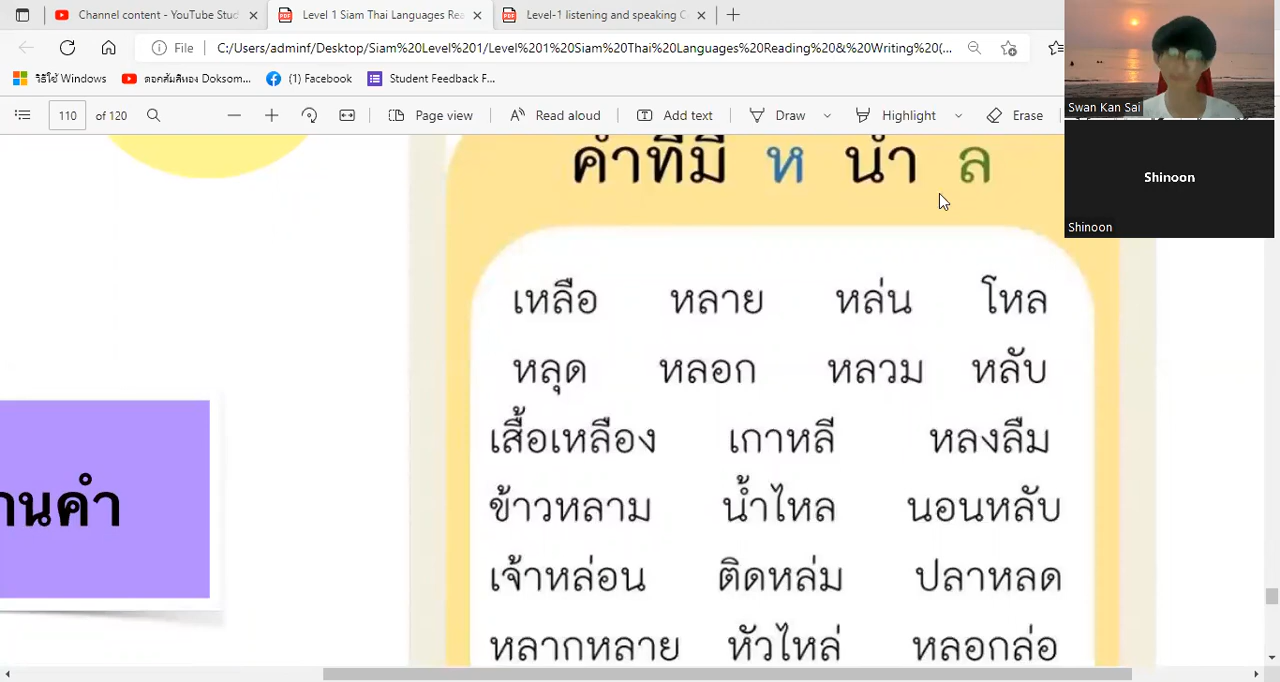 Channel content - YouTube Stud
Level 1 Siam Thai Languages Rea
Level-1 listening and speaking C
File C:/Users/adminf/Desktop/Siam%20Level%201/Level%201%20Siam%20Thai%20Languages%20Reading%20&%20Writing%20(...
วิธีใช้ Windows ดอกส้มสีทอง Doksom... (1) Facebook Student Feedback F...
110 of 120 Page view Read aloud Add text Draw Highlight Erase
Swan Kan Sai
Shinoon
Shinoon
คำที่มี ห นำ ล
เหลือ หลาย หล่น โหล
หลุด หลอก หลวม หลับ
เสื้อเหลือง เกาหลี หลงลืม
ข้าวหลาม น้ำไหล นอนหลับ
เจ้าหล่อน ติดหล่ม ปลาหลด
หลากหลาย หัวไหล่ หลอกล่อ
านคำ